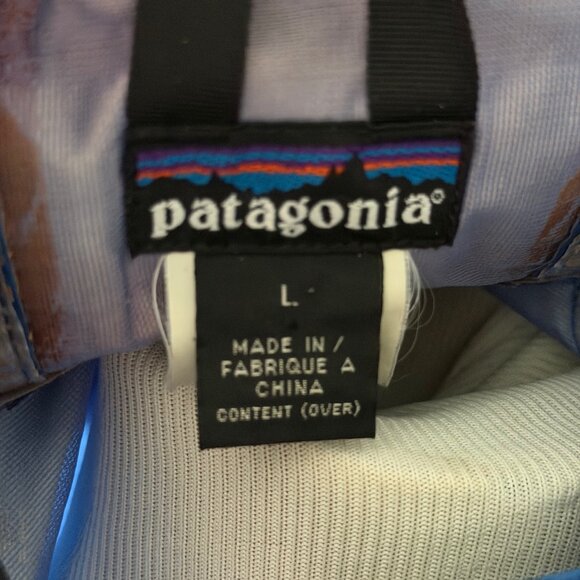 patagonia®
L
MADE IN /
FABRIQUE A
CHINA
CONTENT (OVER)